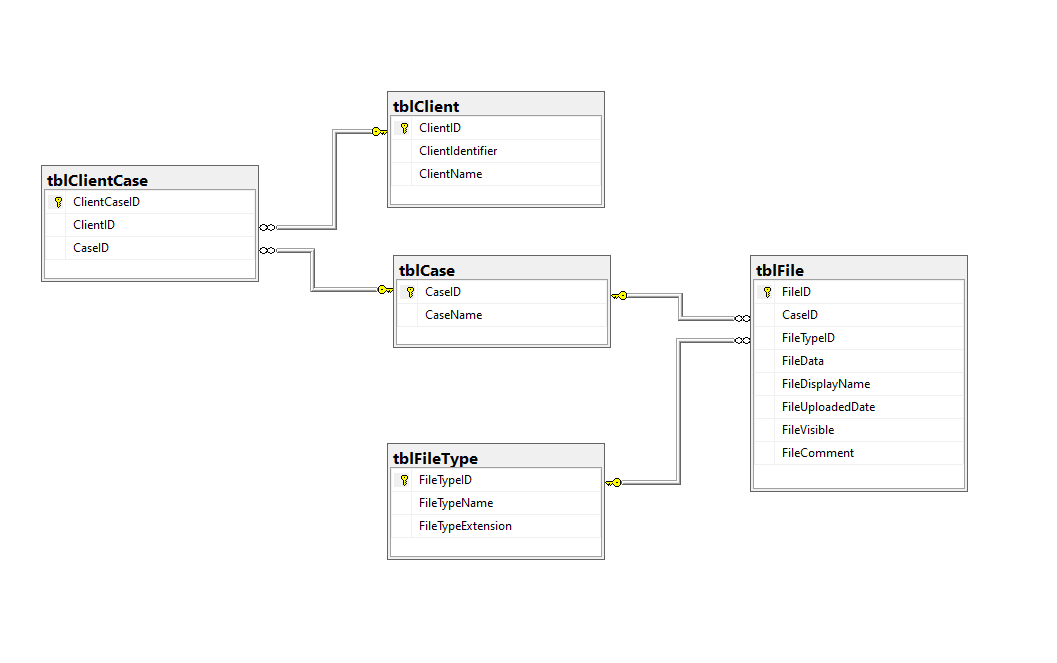 tblClient
ClientID
ClientIdentifier
ClientName
tblClientCase
ClientCaseID
ClientID
CaseID
tblCase
CaseID
CaseName
tblFile
FileID
CaseID
FileTypeID
FileData
FileDisplayName
FileUploadedDate
FileVisible
FileComment
tblFileType
FileTypeID
FileTypeName
FileTypeExtension